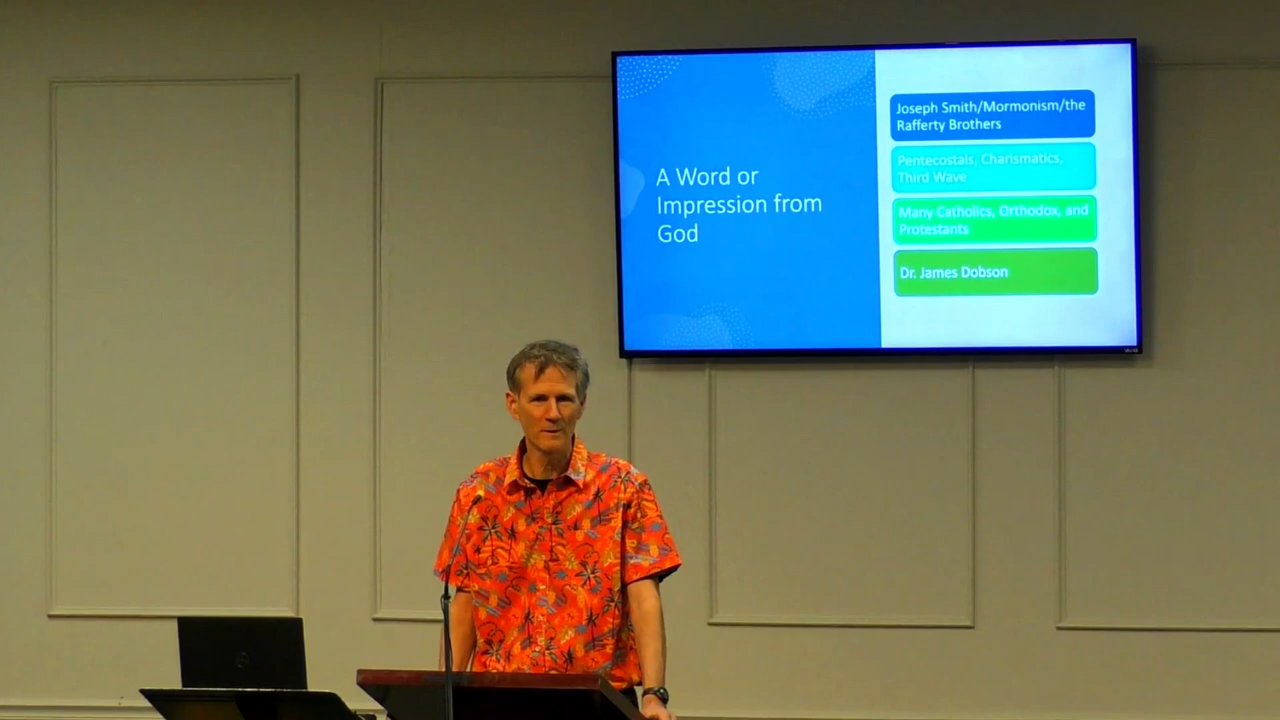 A Word or
Impression from
God
Joseph Smith/Mormonism/the
Rafferty Brothers
Pentecostals, Charismatics,
Third Wave
Many Catholics, Orthodox, and
Protestants
Dr. James Dobson